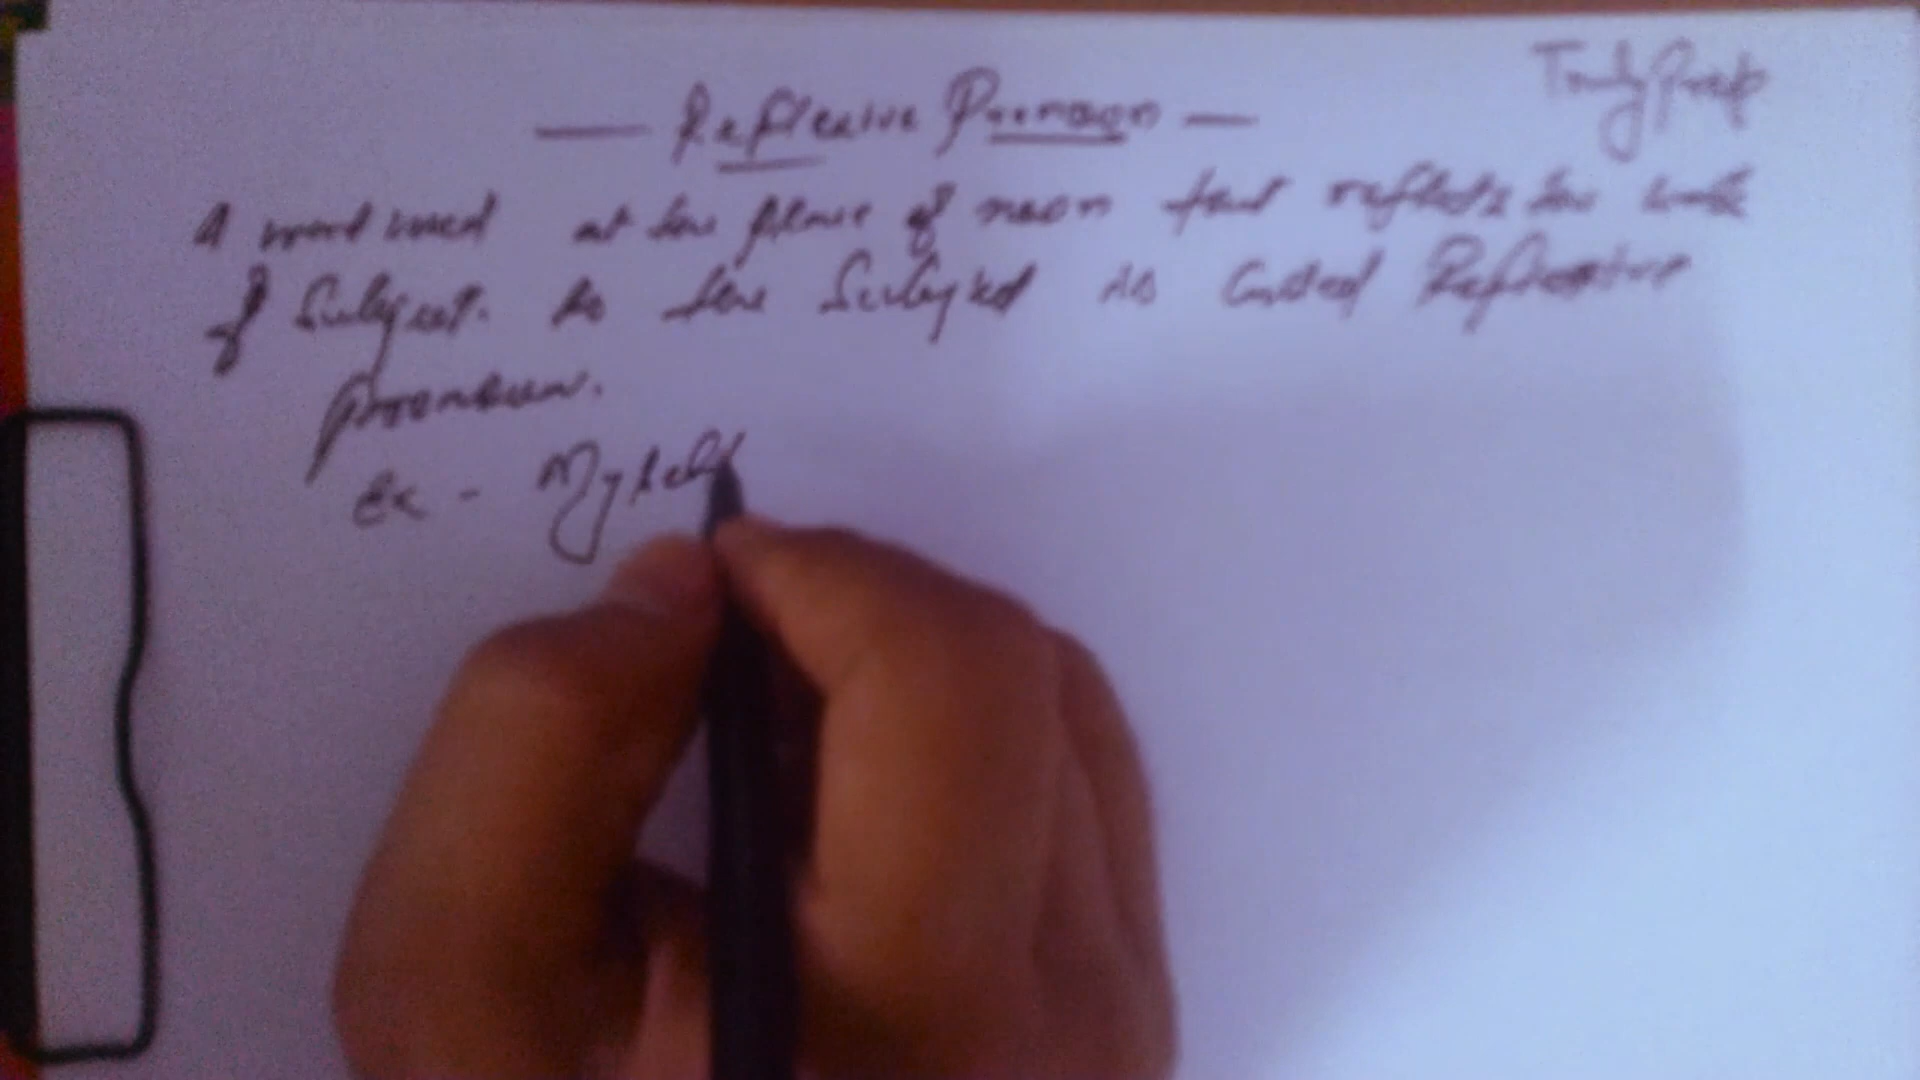 — Reflexive Pronoun —
TrulyPrep
A word used at the place of noun that reflects the work
of Subject. to the Subject is Called Reflexive
pronoun.
Ex - Myself